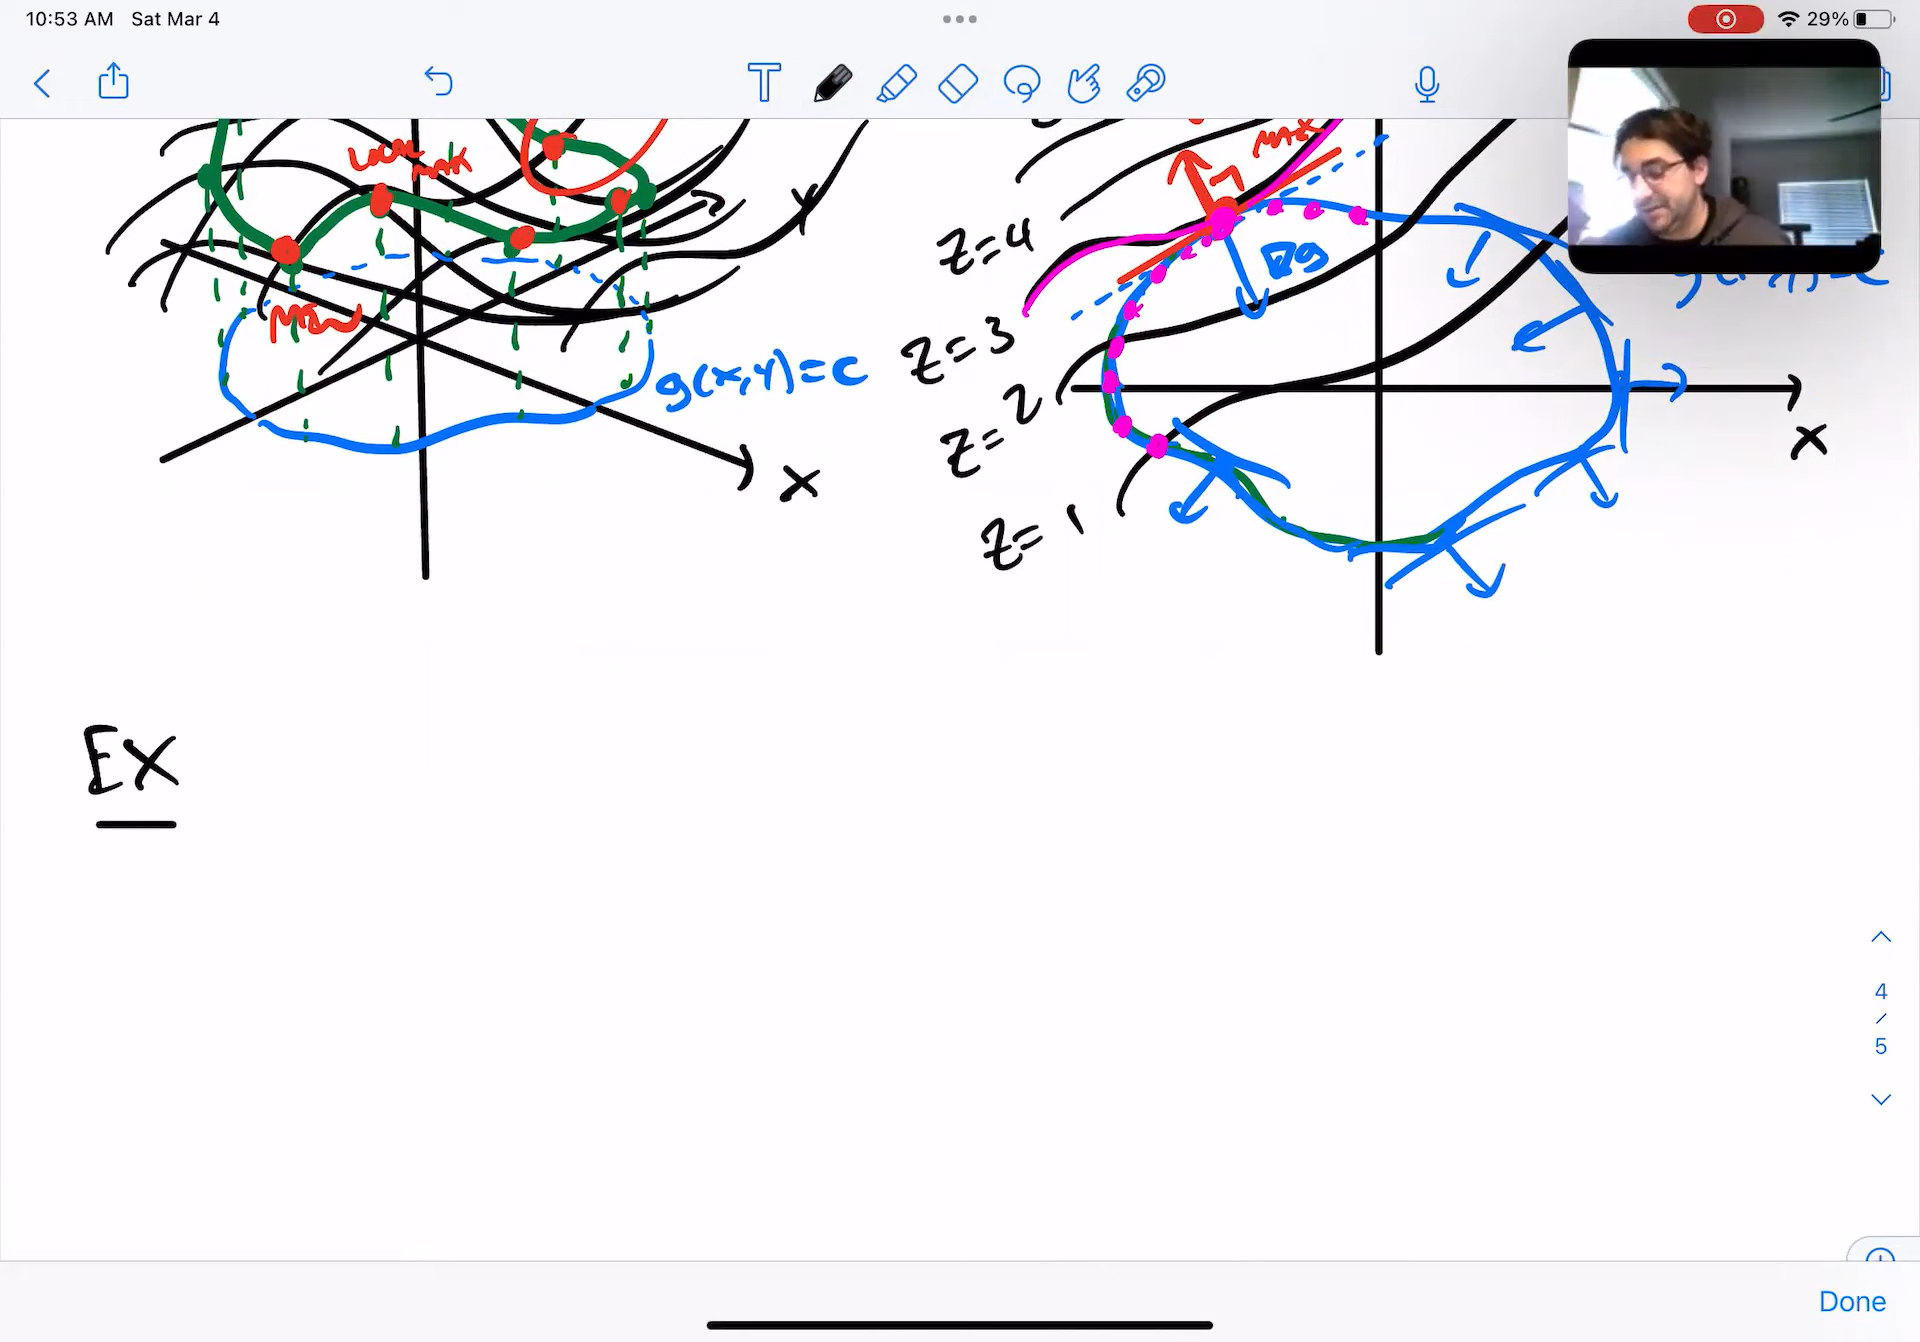 10:53 AM Sat Mar 4
29%
LOCAL MAX
MAX
MIN
g(x,y)=c
x
z=4
z=3
z=2
z=1
∇g
x
EX
4
/
5
Done